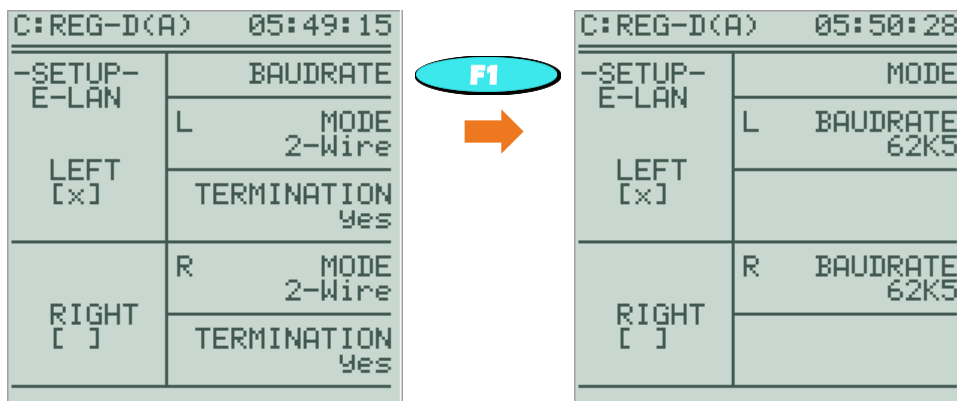 C:REG-D(A) 05:49:15
-SETUP-
E-LAN
BAUDRATE
L MODE
2-Wire
LEFT
[x]
TERMINATION
yes
R MODE
2-Wire
RIGHT
[ ]
TERMINATION
yes
F1
C:REG-D(A) 05:50:28
-SETUP-
E-LAN
MODE
L BAUDRATE
62K5
LEFT
[x]
R BAUDRATE
62K5
RIGHT
[ ]